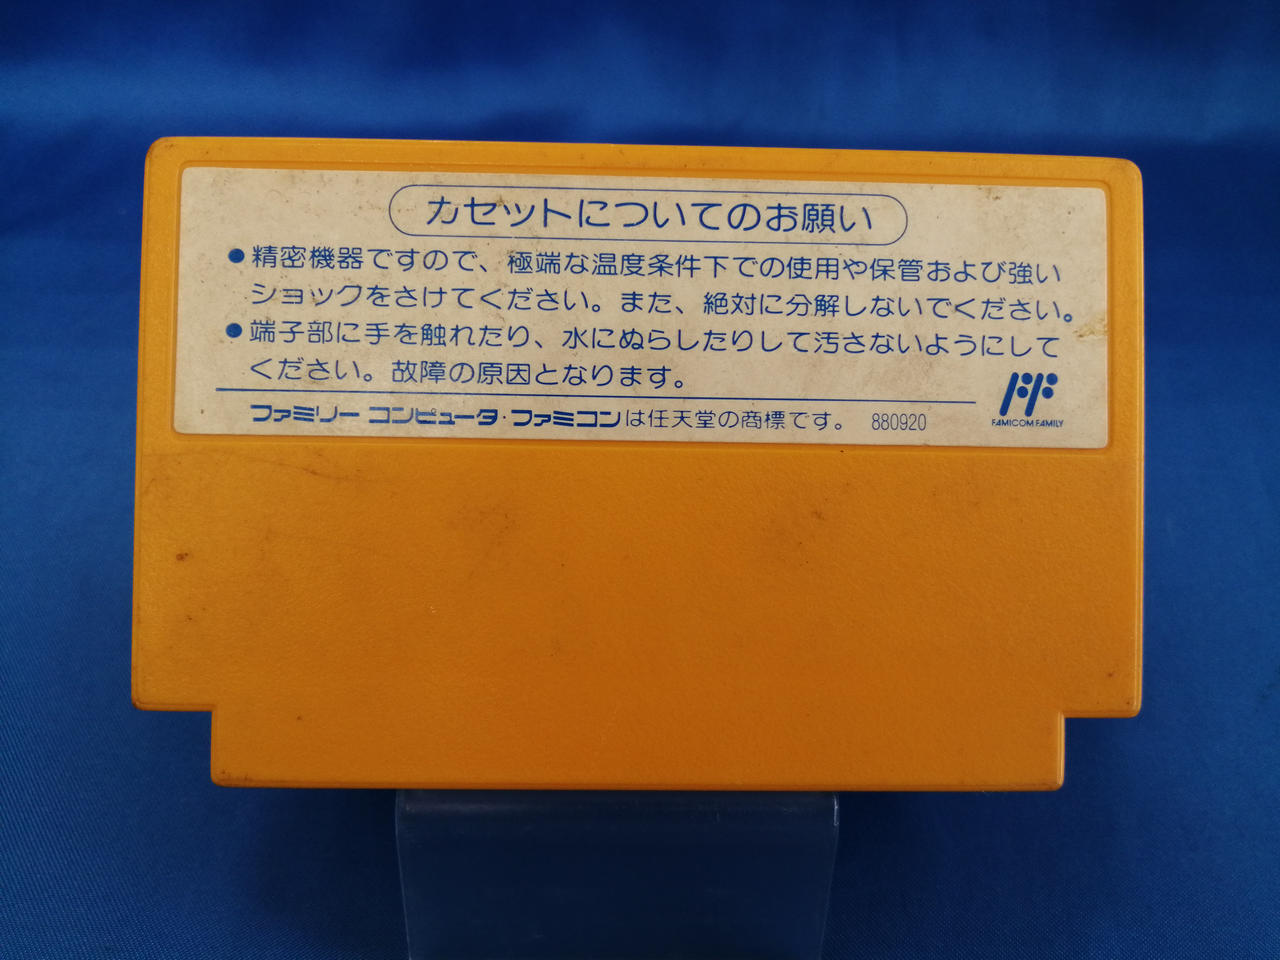 カセットについてのお願い
●精密機器ですので、極端な温度条件下での使用や保管および強い
ショックをさけてください。また、絶対に分解しないでください。
●端子部に手を触れたり、水にぬらしたりして汚さないようにして
ください。故障の原因となります。
ファミリー コンピュータ・ファミコンは任天堂の商標です。 880920
FAMICOM FAMILY